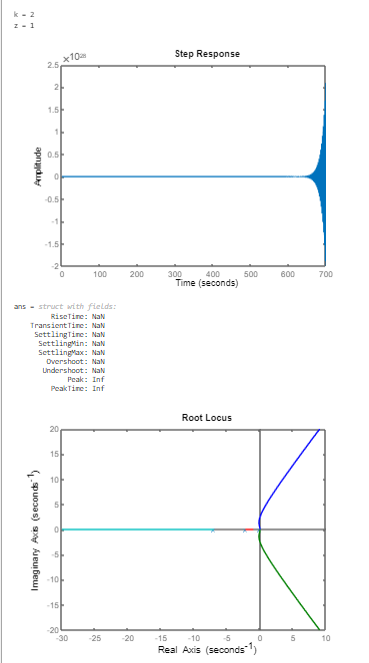 k = 2
z = 1
Step Response
×10²⁸
2.5
2
1.5
1
0.5
0
-0.5
-1
-1.5
-2
Amplitude
0 100 200 300 400 500 600 700
Time (seconds)
ans = struct with fields:
RiseTime: NaN
TransientTime: NaN
SettlingTime: NaN
SettlingMin: NaN
SettlingMax: NaN
Overshoot: NaN
Undershoot: NaN
Peak: Inf
PeakTime: Inf
Root Locus
20
15
10
5
0
-5
-10
-15
-20
Imaginary Axis (seconds⁻¹)
-30 -25 -20 -15 -10 -5 0 5 10
Real Axis (seconds⁻¹)